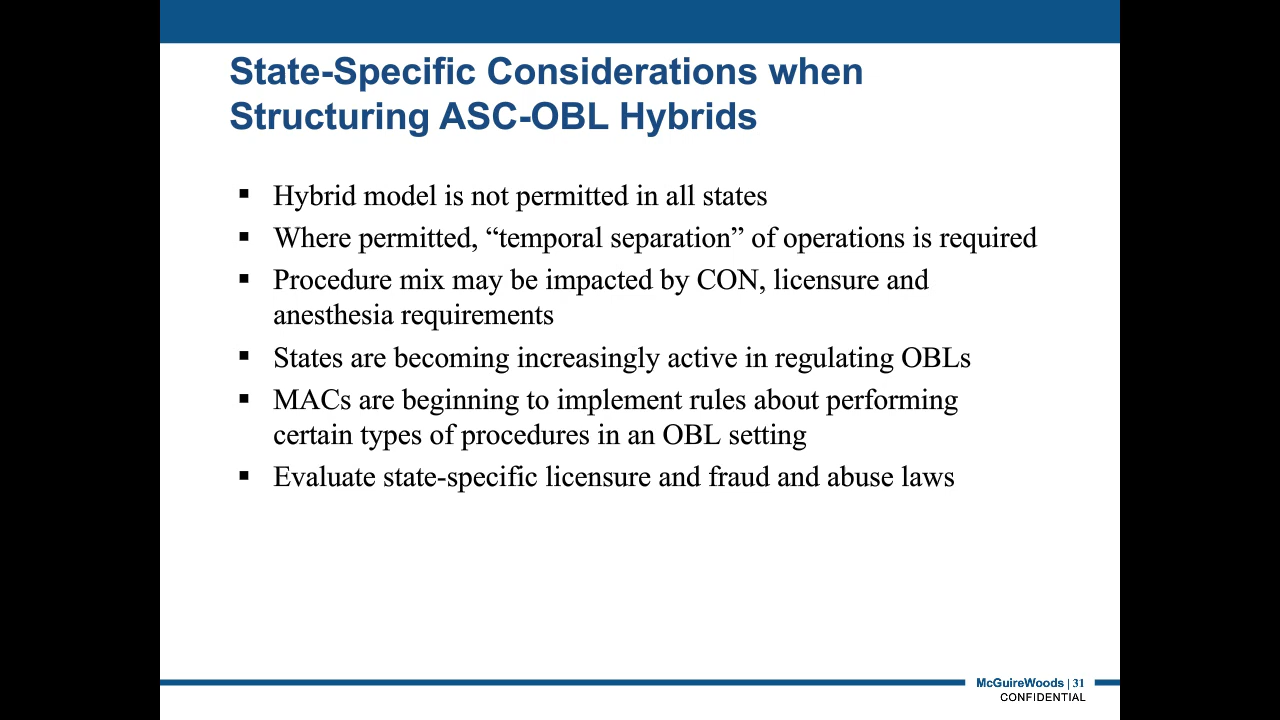 State-Specific Considerations when
Structuring ASC-OBL Hybrids
▪ Hybrid model is not permitted in all states
▪ Where permitted, “temporal separation” of operations is required
▪ Procedure mix may be impacted by CON, licensure and
anesthesia requirements
▪ States are becoming increasingly active in regulating OBLs
▪ MACs are beginning to implement rules about performing
certain types of procedures in an OBL setting
▪ Evaluate state-specific licensure and fraud and abuse laws
McGuireWoods | 31
CONFIDENTIAL